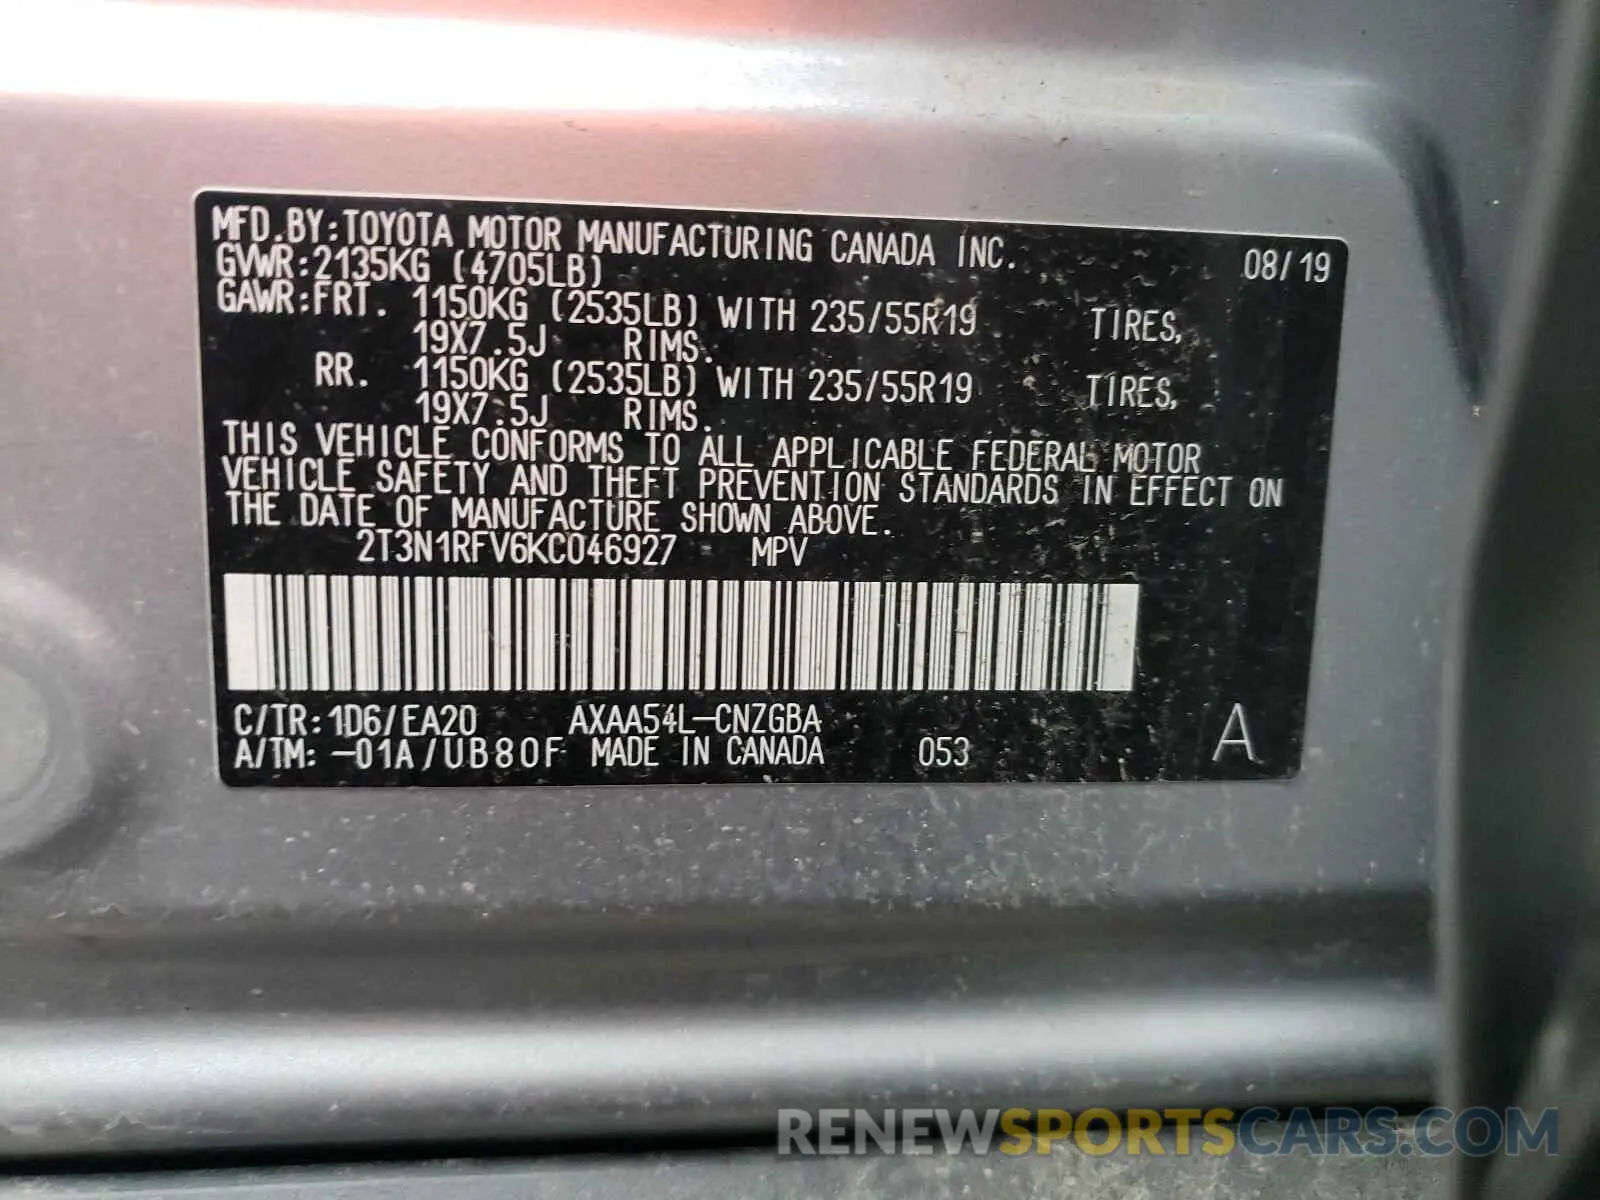 MFD.BY:TOYOTA MOTOR MANUFACTURING CANADA INC. 08/19
GVWR:2135KG (4705LB)
GAWR:FRT. 1150KG (2535LB) WITH 235/55R19 TIRES,
19X7.5J RIMS.
RR. 1150KG (2535LB) WITH 235/55R19 TIRES,
19X7.5J RIMS.
THIS VEHICLE CONFORMS TO ALL APPLICABLE FEDERAL MOTOR
VEHICLE SAFETY AND THEFT PREVENTION STANDARDS IN EFFECT ON
THE DATE OF MANUFACTURE SHOWN ABOVE.
2T3N1RFV6KC046927 MPV
C/TR:1D6/EA20 AXAA54L-CNZGBA
A/TM:-01A/UB80F MADE IN CANADA 053 A
RENEWSPORTSCARS.COM